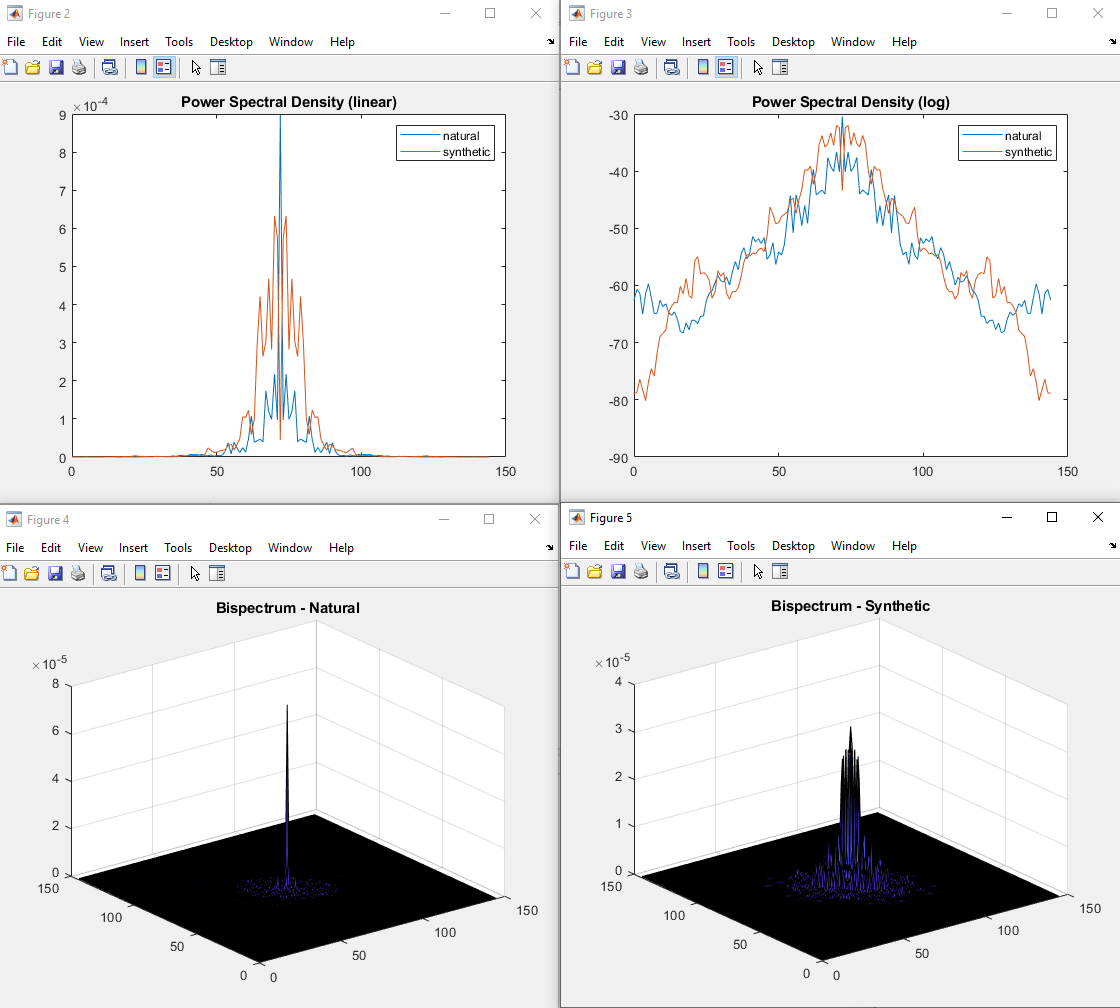 Figure 2
File Edit View Insert Tools Desktop Window Help
Power Spectral Density (linear)
×10-4
9
8
7
6
5
4
3
2
1
0
0 50 100 150
natural
synthetic
Figure 3
File Edit View Insert Tools Desktop Window Help
Power Spectral Density (log)
-30
-40
-50
-60
-70
-80
-90
0 50 100 150
natural
synthetic
Figure 4
File Edit View Insert Tools Desktop Window Help
Bispectrum - Natural
×10-5
8
6
4
2
0
150
100
50
0
0
50
100
150
Figure 5
File Edit View Insert Tools Desktop Window Help
Bispectrum - Synthetic
×10-5
4
3
2
1
0
150
100
50
0
0
50
100
150